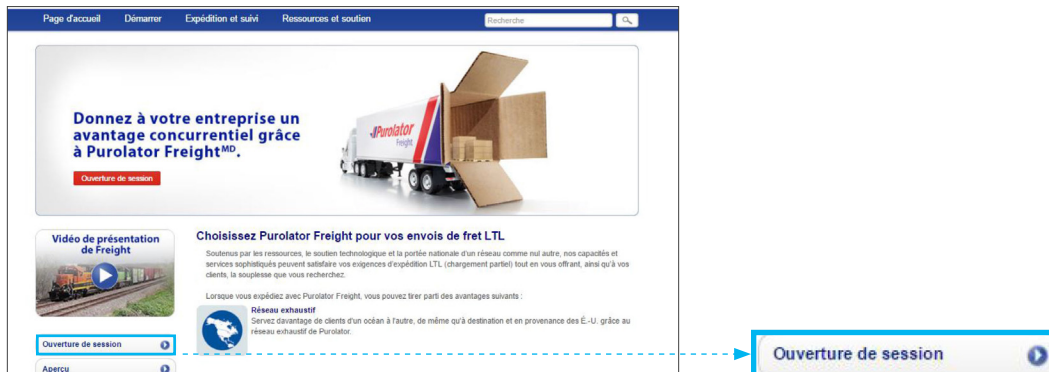 Page d'accueil Démarrer Expédition et suivi Ressources et soutien Recherche
Donnez à votre entreprise un
avantage concurrentiel grâce
à Purolator Freight^MD.
Ouverture de session
Purolator
Freight
Vidéo de présentation
de Freight
Choisissez Purolator Freight pour vos envois de fret LTL
Soutenus par les ressources, le soutien technologique et la portée nationale d'un réseau comme nul autre, nos capacités et
services sophistiqués peuvent satisfaire vos exigences d'expédition LTL (chargement partiel) tout en vous offrant, ainsi qu'à vos
clients, la souplesse que vous recherchez.
Lorsque vous expédiez avec Purolator Freight, vous pouvez tirer parti des avantages suivants :
Réseau exhaustif
Servez davantage de clients d'un océan à l'autre, de même qu'à destination et en provenance des É.-U. grâce au
réseau exhaustif de Purolator.
Ouverture de session
Aperçu
Ouverture de session